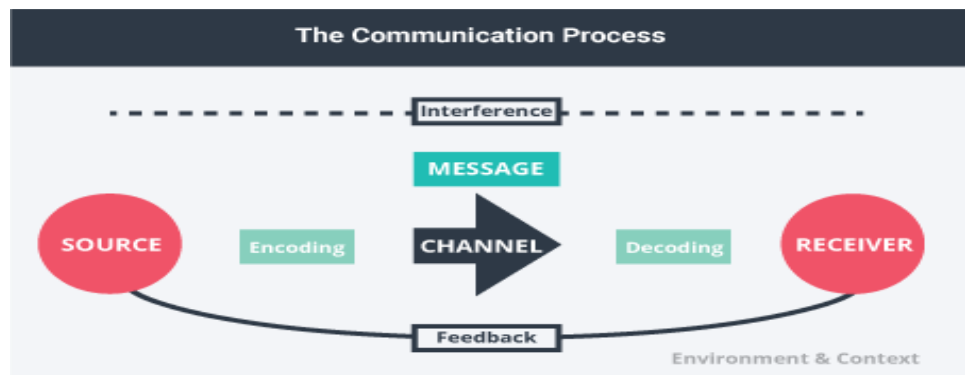 The Communication Process
Interference
MESSAGE
SOURCE
Encoding
CHANNEL
Decoding
RECEIVER
Feedback
Environment & Context